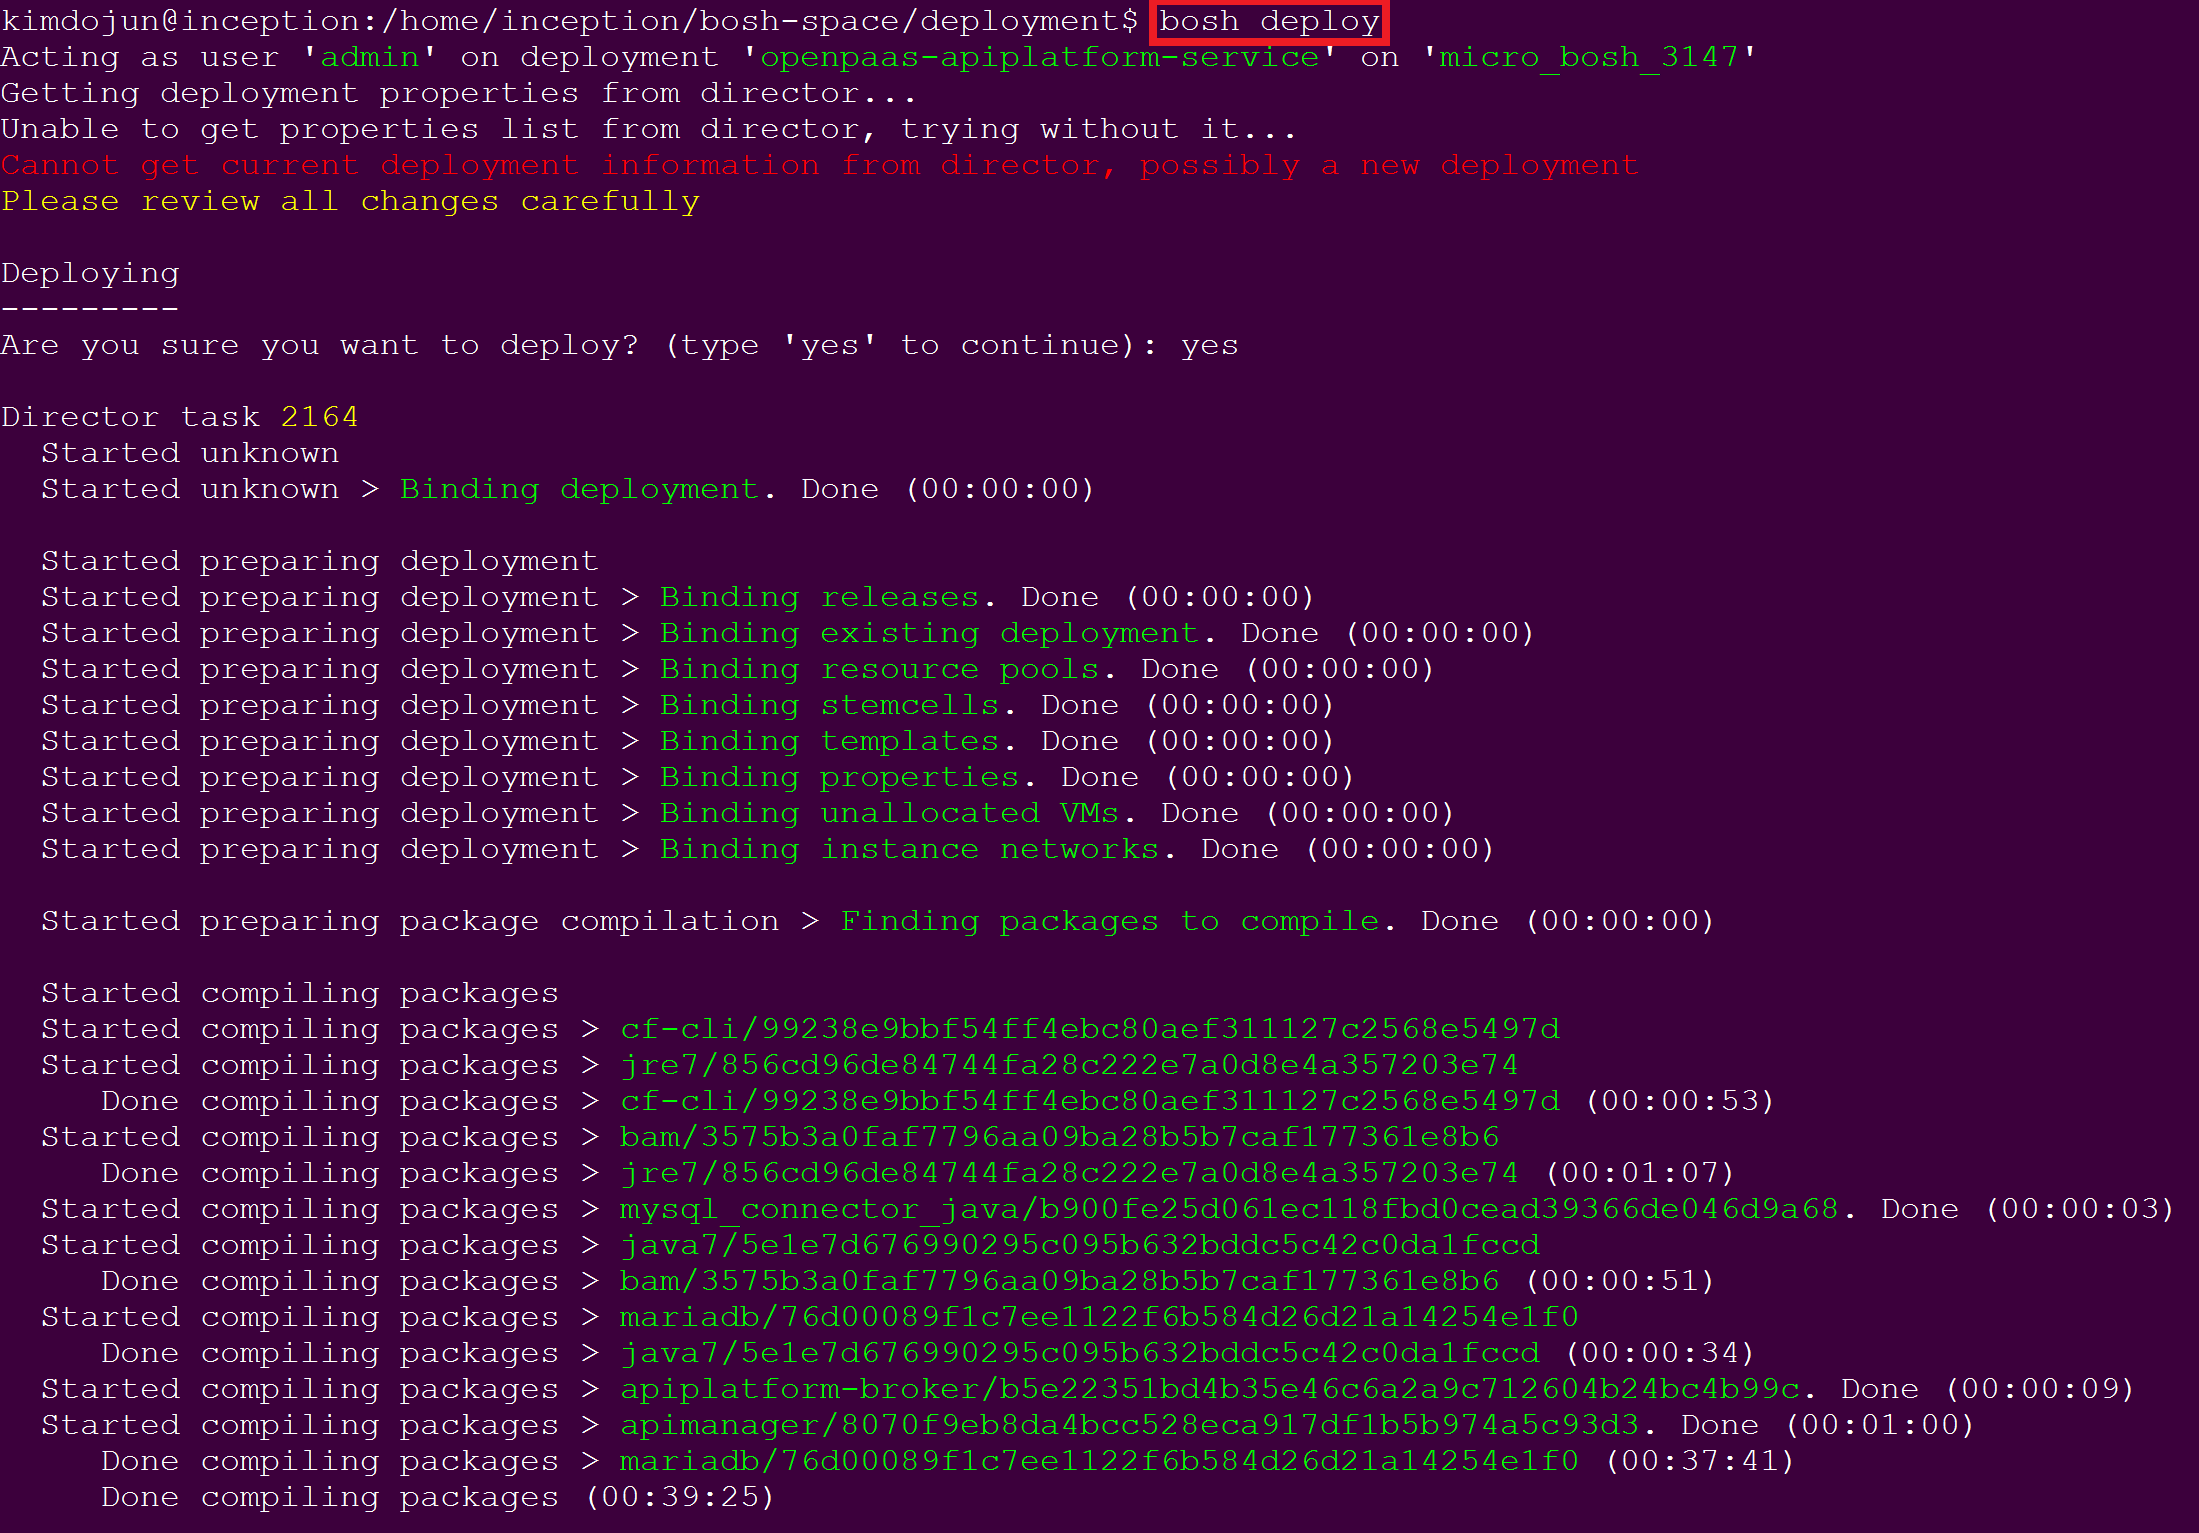 kimdojun@inception:/home/inception/bosh-space/deployment$ bosh deploy
Acting as user 'admin' on deployment 'openpaas-apiplatform-service' on 'micro_bosh_3147'
Getting deployment properties from director...
Unable to get properties list from director, trying without it...
Cannot get current deployment information from director, possibly a new deployment
Please review all changes carefully
Deploying
---------
Are you sure you want to deploy? (type 'yes' to continue): yes
Director task 2164
Started unknown
Started unknown > Binding deployment. Done (00:00:00)
Started preparing deployment
Started preparing deployment > Binding releases. Done (00:00:00)
Started preparing deployment > Binding existing deployment. Done (00:00:00)
Started preparing deployment > Binding resource pools. Done (00:00:00)
Started preparing deployment > Binding stemcells. Done (00:00:00)
Started preparing deployment > Binding templates. Done (00:00:00)
Started preparing deployment > Binding properties. Done (00:00:00)
Started preparing deployment > Binding unallocated VMs. Done (00:00:00)
Started preparing deployment > Binding instance networks. Done (00:00:00)
Started preparing package compilation > Finding packages to compile. Done (00:00:00)
Started compiling packages
Started compiling packages > cf-cli/99238e9bbf54ff4ebc80aef311127c2568e5497d
Started compiling packages > jre7/856cd96de84744fa28c222e7a0d8e4a357203e74
Done compiling packages > cf-cli/99238e9bbf54ff4ebc80aef311127c2568e5497d (00:00:53)
Started compiling packages > bam/3575b3a0faf7796aa09ba28b5b7caf177361e8b6
Done compiling packages > jre7/856cd96de84744fa28c222e7a0d8e4a357203e74 (00:01:07)
Started compiling packages > mysql_connector_java/b900fe25d061ec118fbd0cead39366de046d9a68. Done (00:00:03)
Started compiling packages > java7/5e1e7d676990295c095b632bddc5c42c0da1fccd
Done compiling packages > bam/3575b3a0faf7796aa09ba28b5b7caf177361e8b6 (00:00:51)
Started compiling packages > mariadb/76d00089f1c7ee1122f6b584d26d21a14254e1f0
Done compiling packages > java7/5e1e7d676990295c095b632bddc5c42c0da1fccd (00:00:34)
Started compiling packages > apiplatform-broker/b5e22351bd4b35e46c6a2a9c712604b24bc4b99c. Done (00:00:09)
Started compiling packages > apimanager/8070f9eb8da4bcc528eca917df1b5b974a5c93d3. Done (00:01:00)
Done compiling packages > mariadb/76d00089f1c7ee1122f6b584d26d21a14254e1f0 (00:37:41)
Done compiling packages (00:39:25)